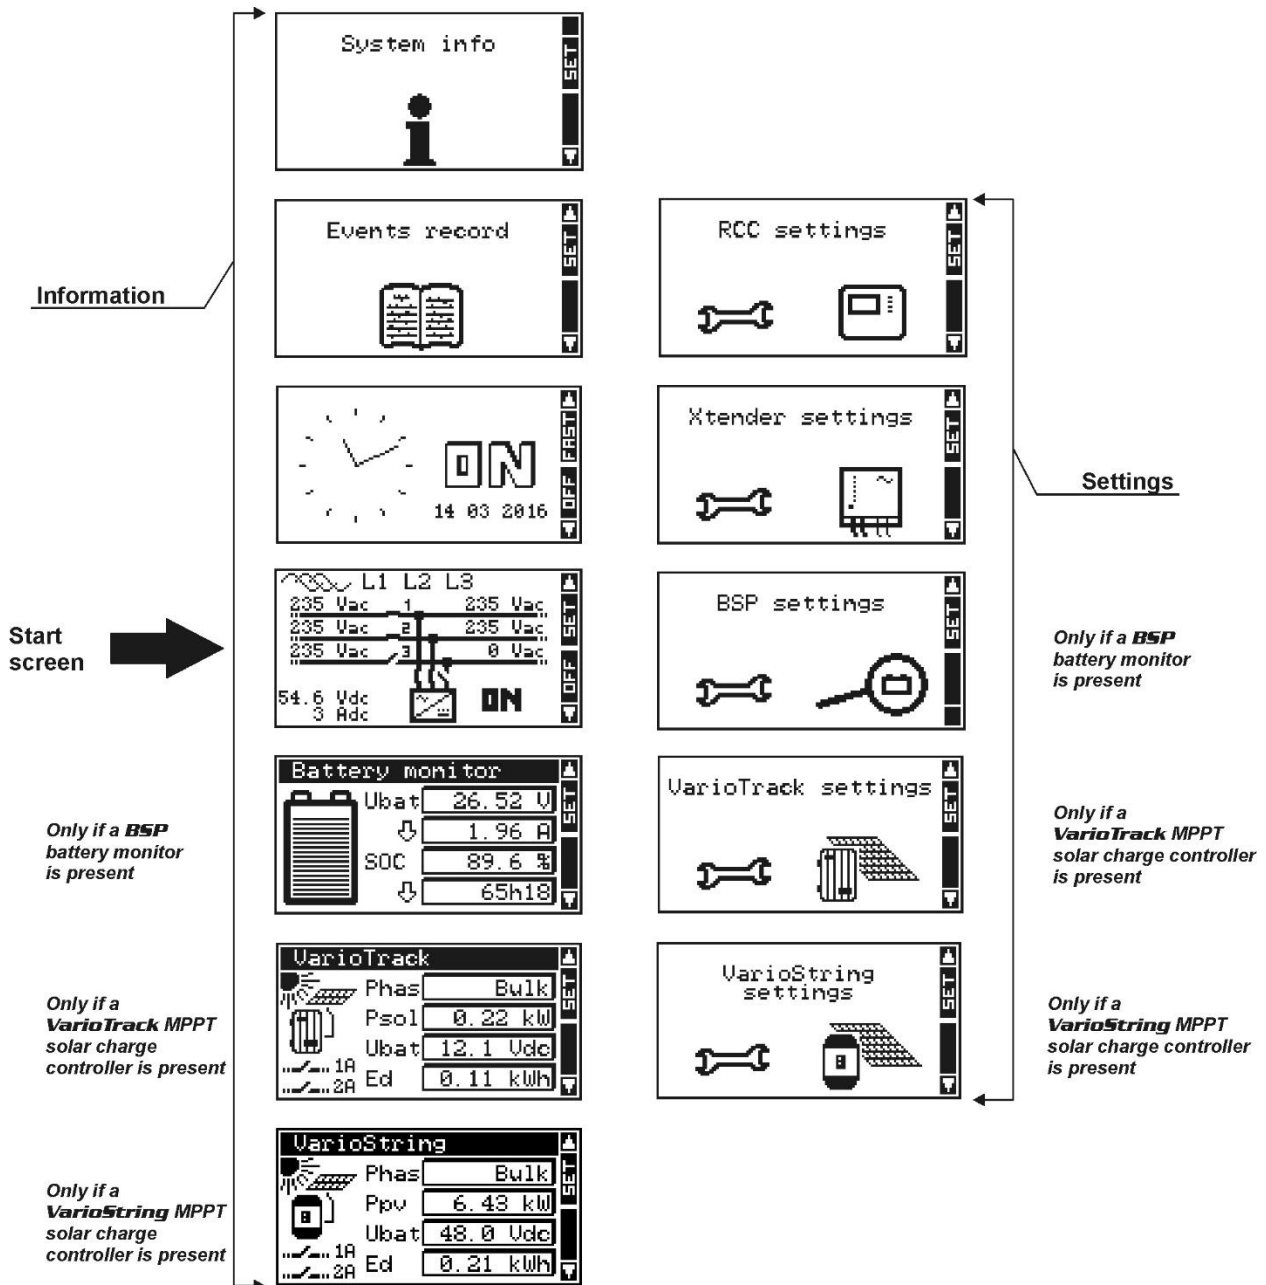 System info
SET
Events record
SET
Information
FAST
ON
14 03 2016
OFF
Start
screen
L1 L2 L3
235 Vac 1 235 Vac
235 Vac 2 235 Vac
235 Vac 3 0 Vac
54.6 Vdc
3 Adc
ON
SET
OFF
Only if a BSP
battery monitor
is present
Battery monitor
Ubat 26.52 V
1.96 A
SOC 89.6 %
65h18
SET
Only if a
VarioTrack MPPT
solar charge
controller is present
VarioTrack
Phas Bulk
Psol 0.22 kW
Ubat 12.1 Vdc
1A
2A
Ed 0.11 kWh
SET
Only if a
VarioString MPPT
solar charge
controller is present
VarioString
Phas Bulk
Ppv 6.43 kW
Ubat 48.0 Vdc
1A
2A
Ed 0.21 kWh
SET
RCC settings
SET
Xtender settings
SET
Settings
BSP settings
SET
Only if a BSP
battery monitor
is present
VarioTrack settings
SET
Only if a
VarioTrack MPPT
solar charge controller
is present
VarioString
settings
SET
Only if a
VarioString MPPT
solar charge controller
is present